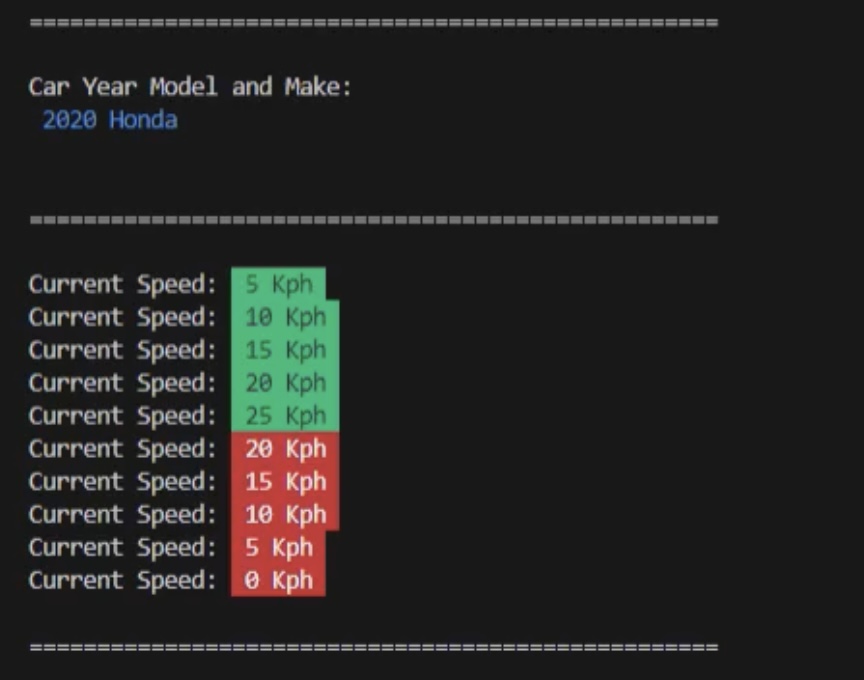 ===================================================
Car Year Model and Make:
2020 Honda
===================================================
Current Speed: 5 Kph
Current Speed: 10 Kph
Current Speed: 15 Kph
Current Speed: 20 Kph
Current Speed: 25 Kph
Current Speed: 20 Kph
Current Speed: 15 Kph
Current Speed: 10 Kph
Current Speed: 5 Kph
Current Speed: 0 Kph
===================================================